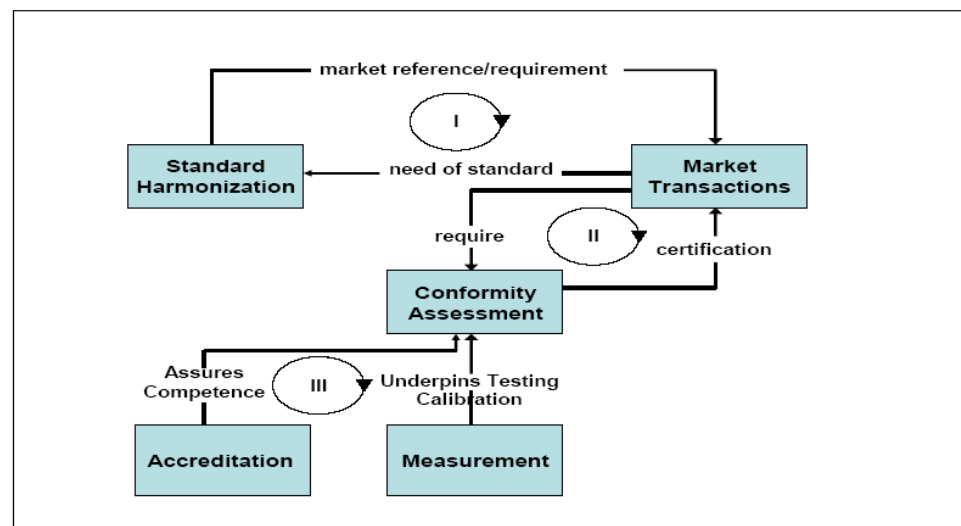 market reference/requirement
I
Standard
Harmonization
need of standard
Market
Transactions
II
require
certification
Conformity
Assessment
Assures
Competence
III
Underpins Testing
Calibration
Accreditation
Measurement